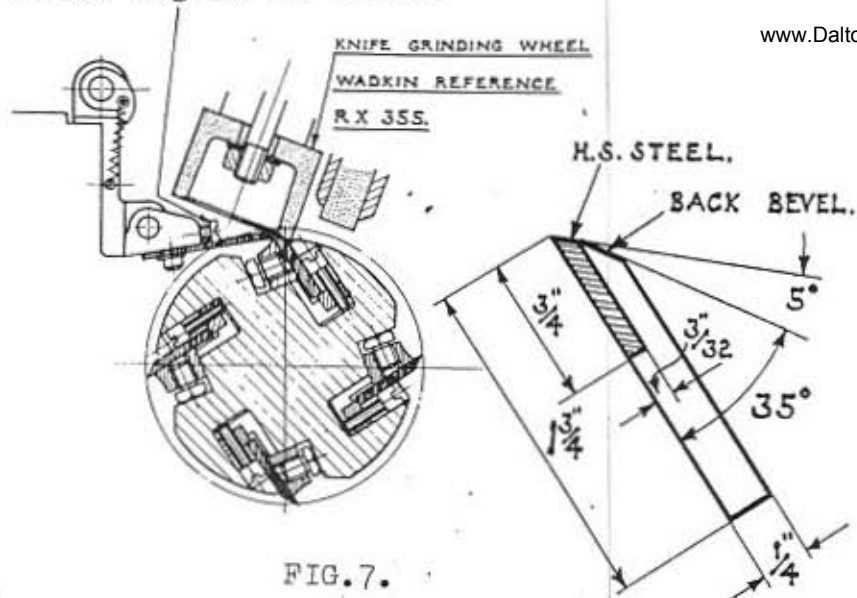 www.Dalto
KNIFE GRINDING WHEEL
WADKIN REFERENCE
RX 355.
H.S. STEEL.
BACK BEVEL.
5°
3/4"
3/32"
35°
1 3/4"
1/4"
FIG.7.